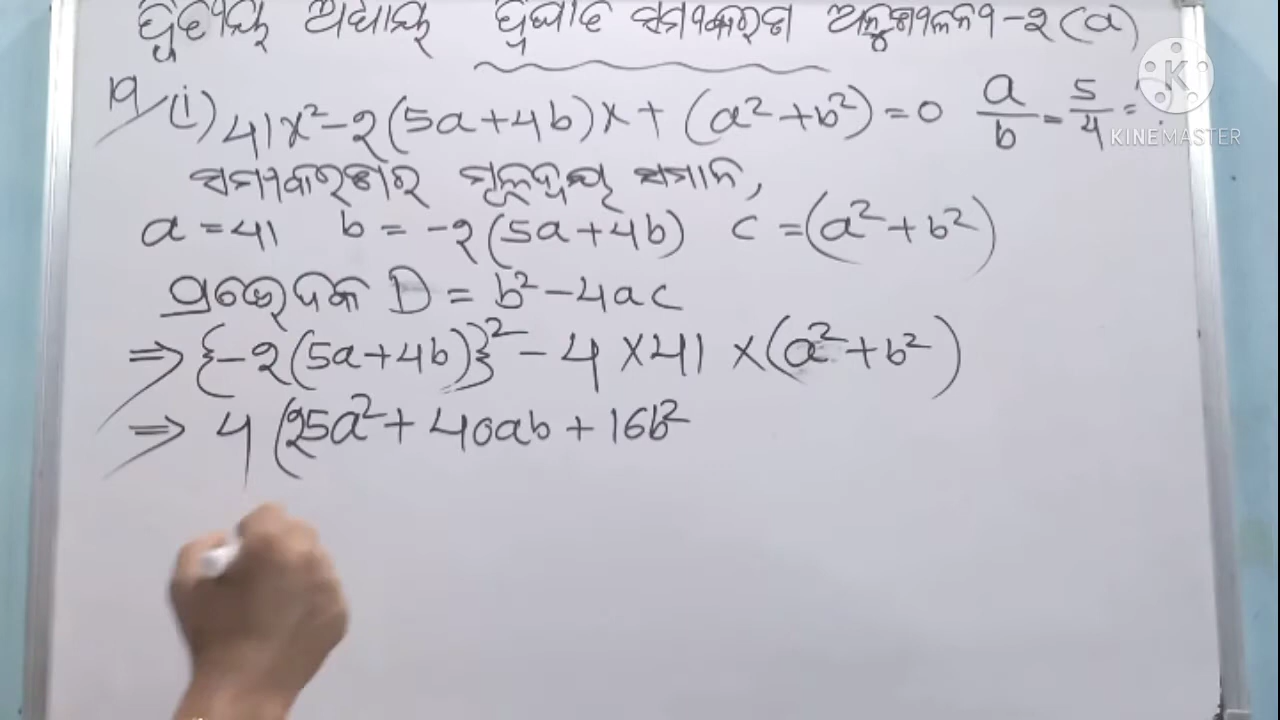 ଦ୍ୱିତୀୟ ଅଧ୍ୟାୟ ଦ୍ୱିଘାତ ସମୀକରଣ ଅନୁଶୀଳନୀ-୨(a)
10/(i) 41x²-2(5a+4b)x+(a²+b²)=0 a/b=5/4=?
KINEMASTER
ସମୀକରଣର ମୂଳଦ୍ୱୟ ସମାନ,
a=41 b=-2(5a+4b) c=(a²+b²)
ପ୍ରଭେଦକ D=b²-4ac
⇒{-2(5a+4b)}²-4×41×(a²+b²)
⇒4(25a²+40ab+16b²